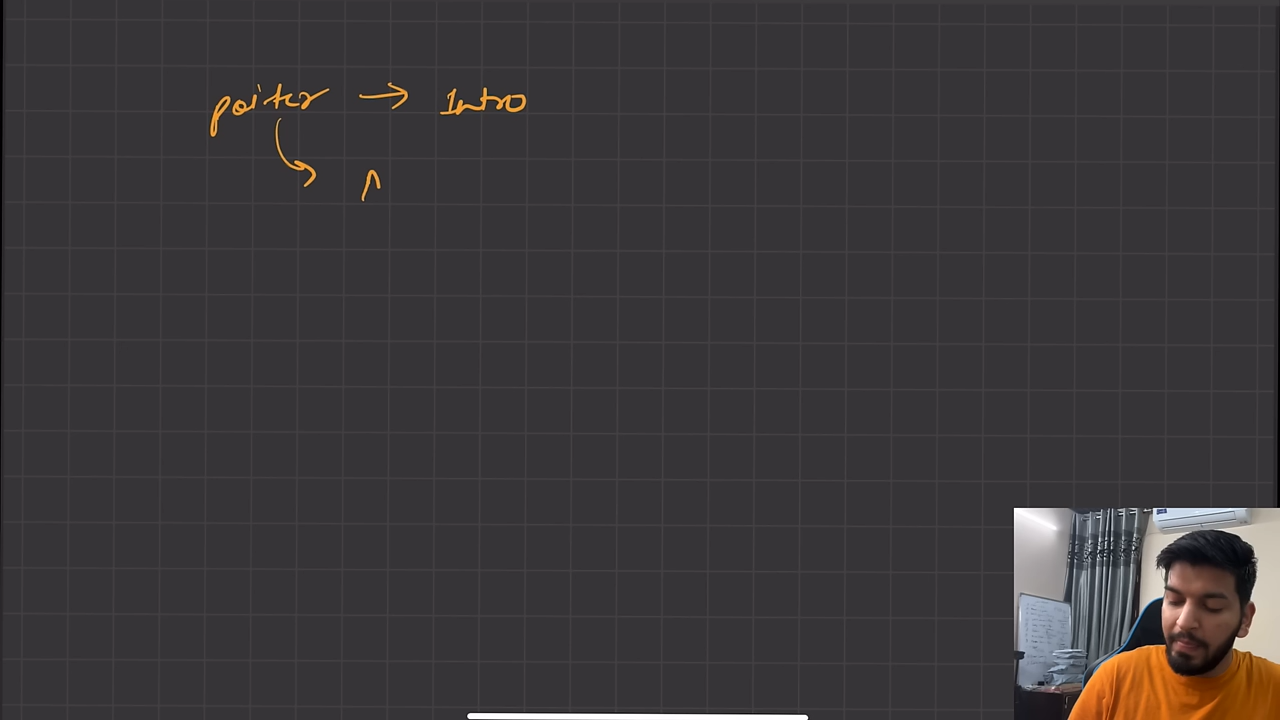 poiter → Intro